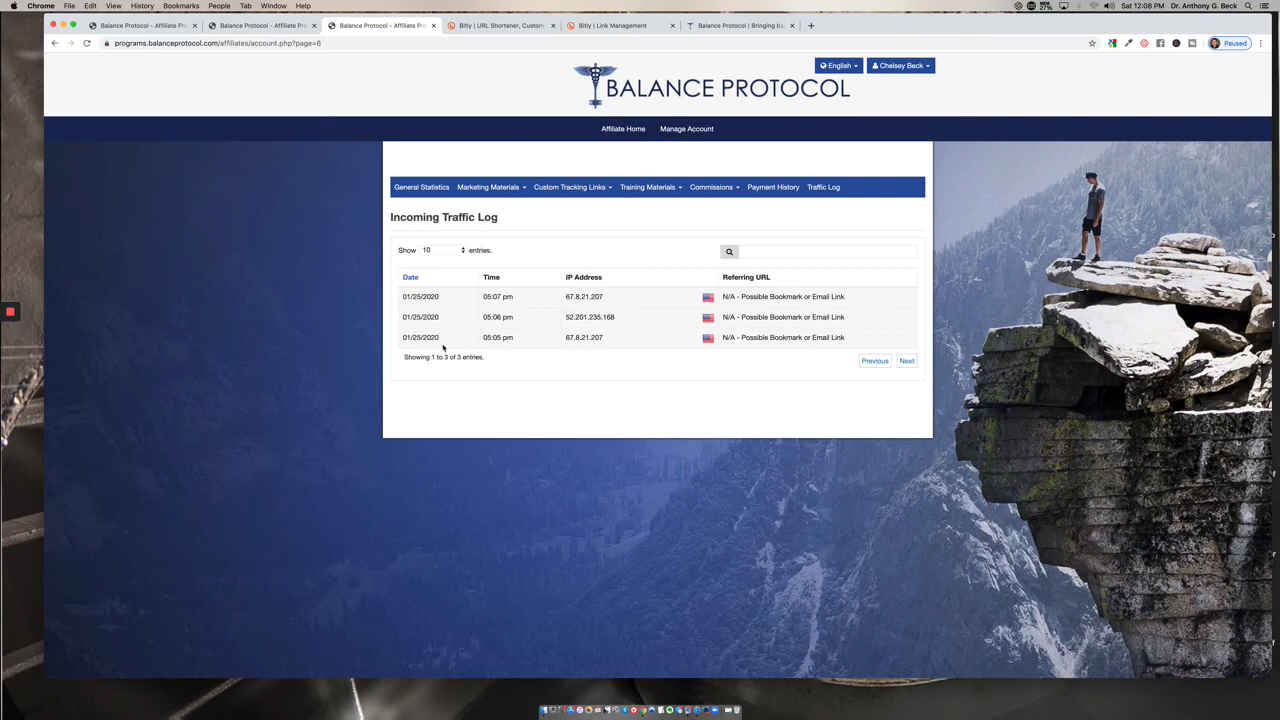 Chrome File Edit View History Bookmarks People Tab Window Help Sat 12:08 PM Dr. Anthony G. Beck
Balance Protocol - Affiliate Pr Balance Protocol - Affiliate Pr Balance Protocol - Affiliate Pro Bitly | URL Shortener, Custom Bitly | Link Management Balance Protocol | Bringing ba
programs.balanceprotocol.com/affiliates/account.php?page=6 Paused
English Chelsey Beck
BALANCE PROTOCOL
Affiliate Home Manage Account
General Statistics Marketing Materials Custom Tracking Links Training Materials Commissions Payment History Traffic Log
Incoming Traffic Log
Show 10 entries.
Date Time IP Address Referring URL
01/25/2020 05:07 pm 67.8.21.207 N/A - Possible Bookmark or Email Link
01/25/2020 05:06 pm 52.201.235.168 N/A - Possible Bookmark or Email Link
01/25/2020 05:05 pm 67.8.21.207 N/A - Possible Bookmark or Email Link
Showing 1 to 3 of 3 entries.
Previous Next